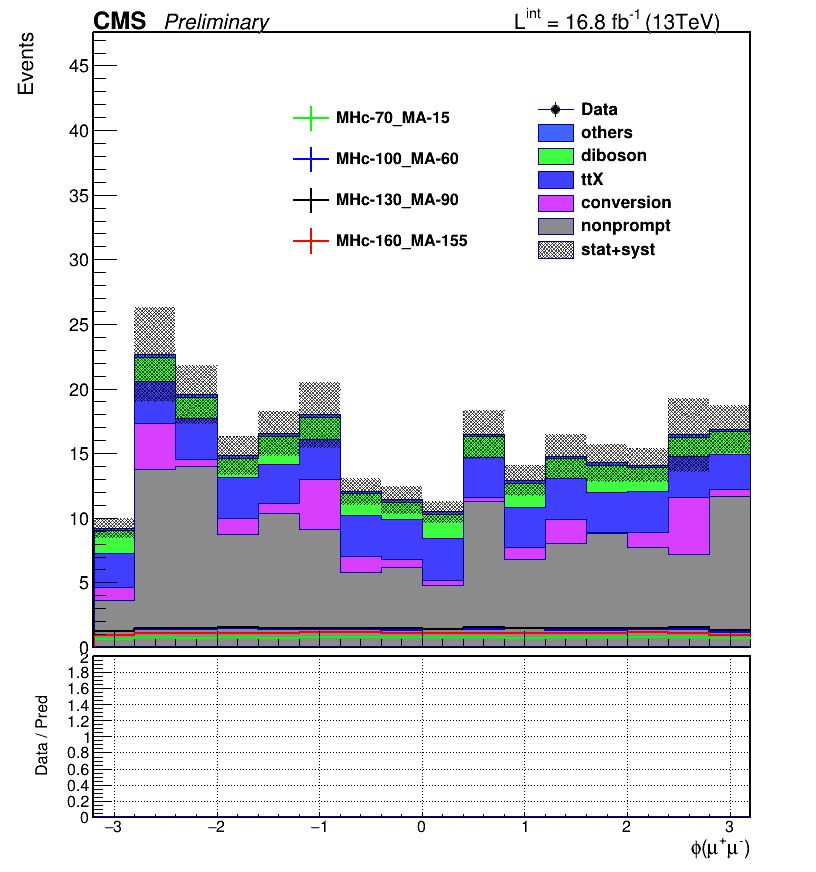 CMS Preliminary L^int = 16.8 fb⁻¹ (13TeV)
Events
45
40
35
30
25
20
15
10
5
0
MHc-70_MA-15
MHc-100_MA-60
MHc-130_MA-90
MHc-160_MA-155
Data
others
diboson
ttX
conversion
nonprompt
stat+syst
Data / Pred
2
1.8
1.6
1.4
1.2
1
0.8
0.6
0.4
0.2
0
−3 −2 −1 0 1 2 3
ϕ(μ⁺μ⁻)